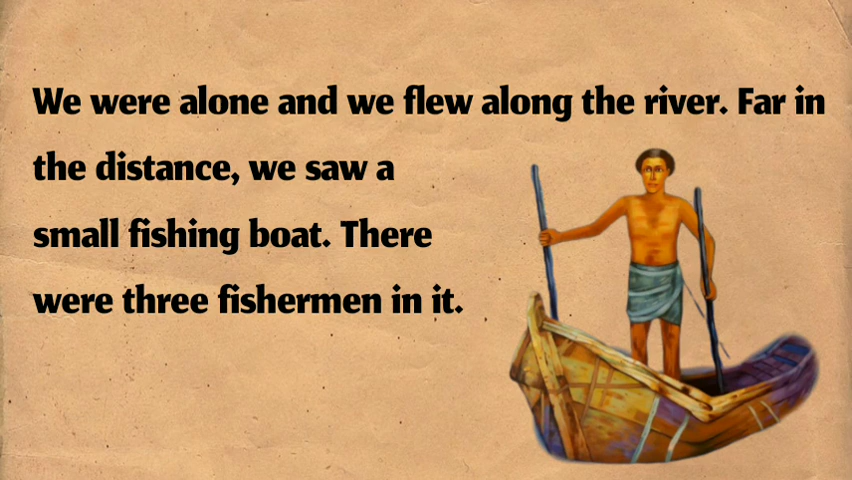 We were alone and we flew along the river. Far in
the distance, we saw a
small fishing boat. There
were three fishermen in it.